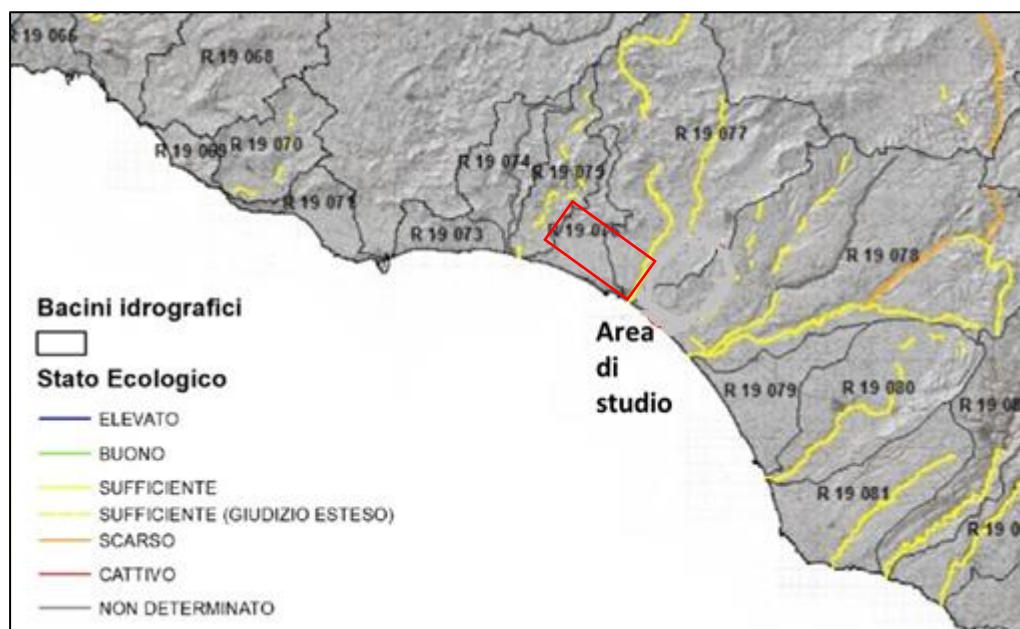 R 19 066
R 19 068
R 19 070
R 19 069
R 19 071
R 19 077
R 19 074
R 19 073
R 19 078
Area
di
studio
R 19 079
R 19 080
R 19 081
Bacini idrografici
Stato Ecologico
ELEVATO
BUONO
SUFFICIENTE
SUFFICIENTE (GIUDIZIO ESTESO)
SCARSO
CATTIVO
NON DETERMINATO